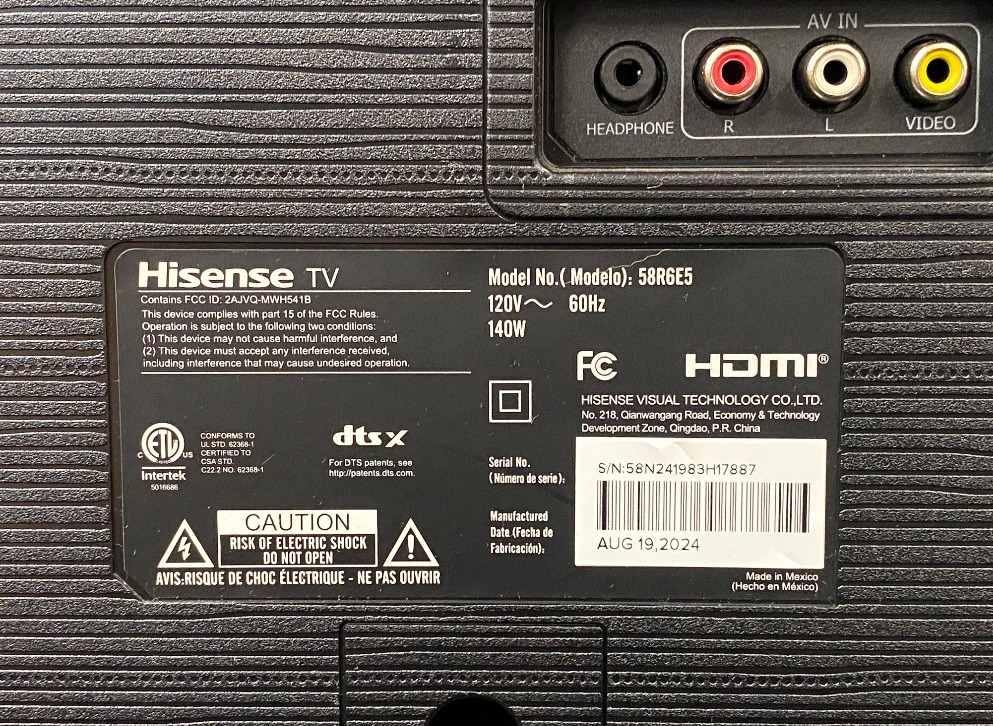 AV IN
HEADPHONE
R
L
VIDEO
Hisense TV
Contains FCC ID: 2AJVQ-MWH541B
This device complies with part 15 of the FCC Rules.
Operation is subject to the following two conditions:
(1) This device may not cause harmful interference, and
(2) This device must accept any interference received,
including interference that may cause undesired operation.
Model No.( Modelo): 58R6E5
120V～ 60Hz
140W
FC
HDMI®
HISENSE VISUAL TECHNOLOGY CO.,LTD.
No. 218, Qianwangang Road, Economy & Technology
Development Zone, Qingdao, P.R. China
C ETL US
Intertek
5016686
CONFORMS TO
UL STD. 62368-1
CERTIFIED TO
CSA STD.
C22.2 NO. 62368-1
dts X
For DTS patents, see
http://patents.dts.com.
Serial No.
(Número de serie):
S/N:58N241983H17887
Manufactured
Date (Fecha de
Fabricación):
AUG 19,2024
CAUTION
RISK OF ELECTRIC SHOCK
DO NOT OPEN
AVIS:RISQUE DE CHOC ÉLECTRIQUE - NE PAS OUVRIR
Made in Mexico
(Hecho en México)